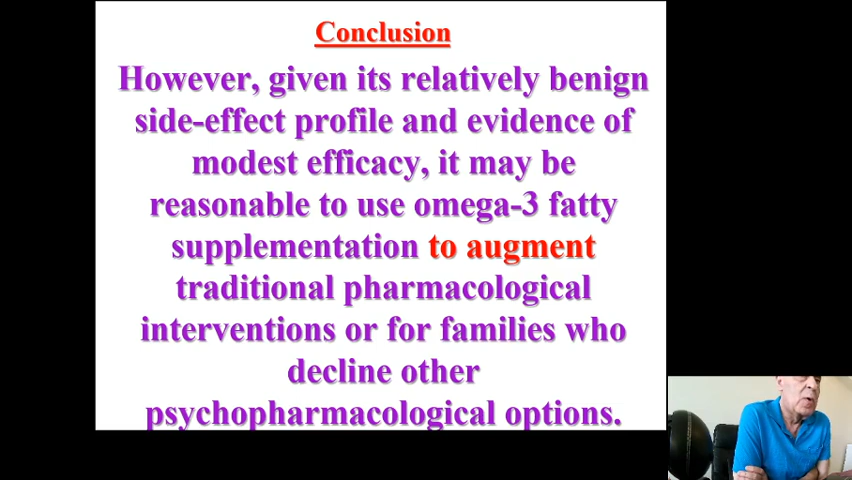 Conclusion
However, given its relatively benign
side-effect profile and evidence of
modest efficacy, it may be
reasonable to use omega-3 fatty
supplementation to augment
traditional pharmacological
interventions or for families who
decline other
psychopharmacological options.